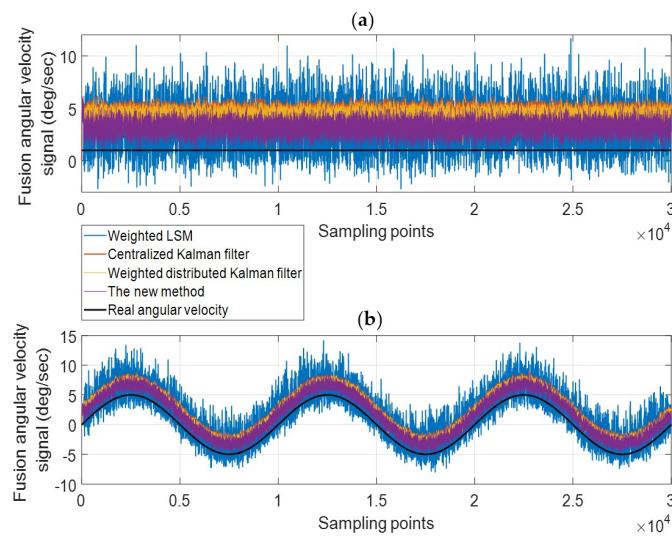 (a)
Fusion angular velocity
signal (deg/sec)
10
5
0
0 0.5 1 1.5 2 2.5 3
×10⁴
Sampling points
Weighted LSM
Centralized Kalman filter
Weighted distributed Kalman filter
The new method
Real angular velocity
(b)
Fusion angular velocity
signal (deg/sec)
15
10
5
0
-5
-10
0 0.5 1 1.5 2 2.5 3
×10⁴
Sampling points